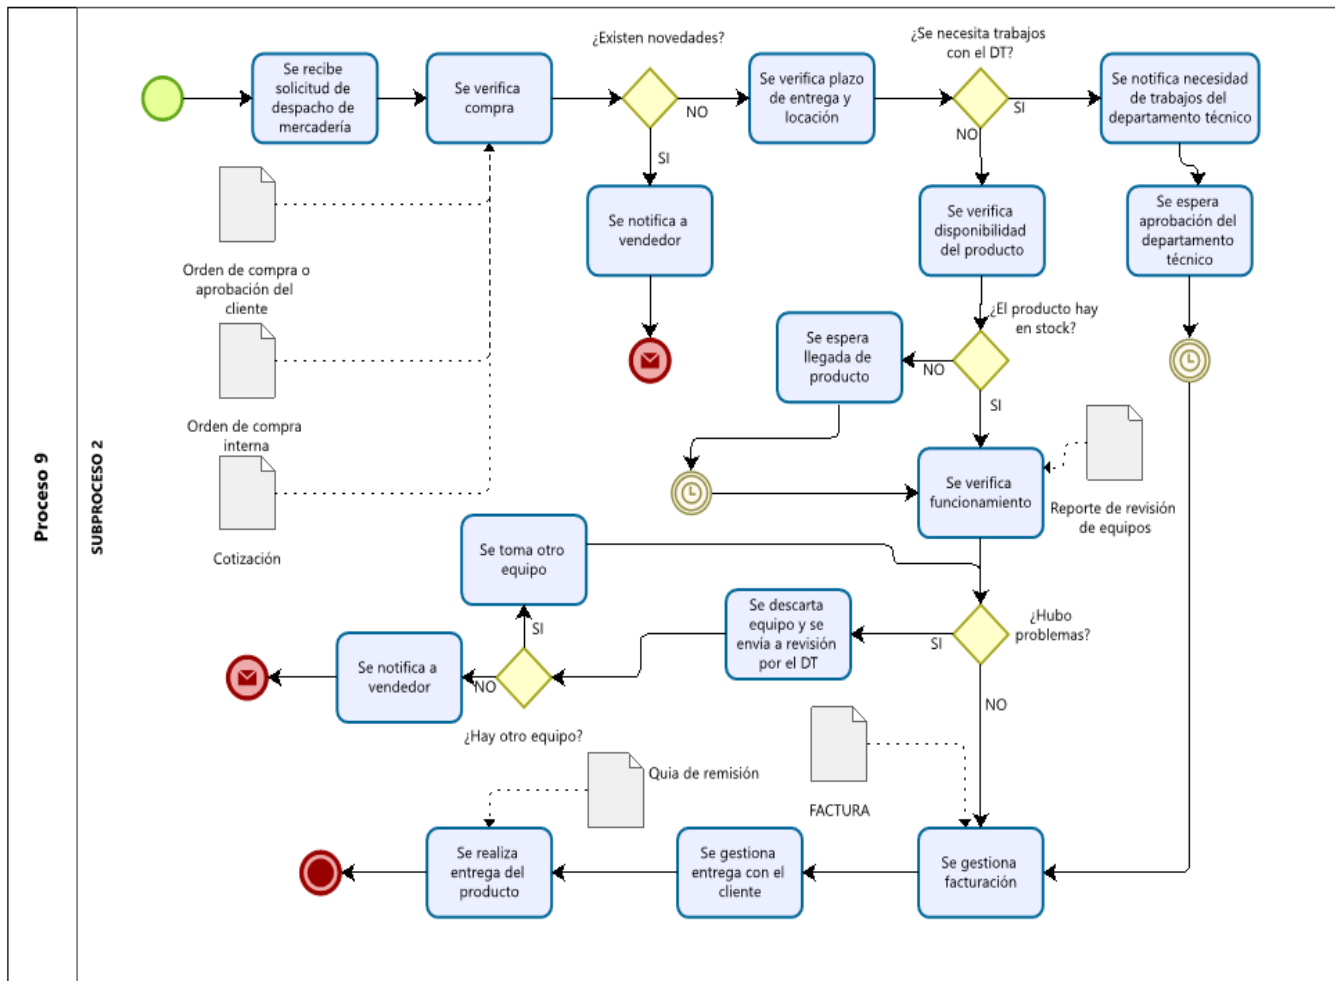 Proceso 9
SUBPROCESO 2
Se recibe
solicitud de
despacho de
mercadería
Se verifica
compra
¿Existen novedades?
NO
SI
Se verifica plazo
de entrega y
locación
¿Se necesita trabajos
con el DT?
SI
NO
Se notifica necesidad
de trabajos del
departamento técnico
Se notifica a
vendedor
Se verifica
disponibilidad
del producto
Se espera
aprobación del
departamento
técnico
Orden de compra o
aprobación del
cliente
¿El producto hay
en stock?
Se espera
llegada de
producto
NO
SI
Orden de compra
interna
Se verifica
funcionamiento
Reporte de revisión
de equipos
Cotización
Se toma otro
equipo
SI
Se descarta
equipo y se
envía a revisión
por el DT
¿Hubo
problemas?
SI
NO
Se notifica a
vendedor
NO
¿Hay otro equipo?
Quia de remisión
FACTURA
Se realiza
entrega del
producto
Se gestiona
entrega con el
cliente
Se gestiona
facturación